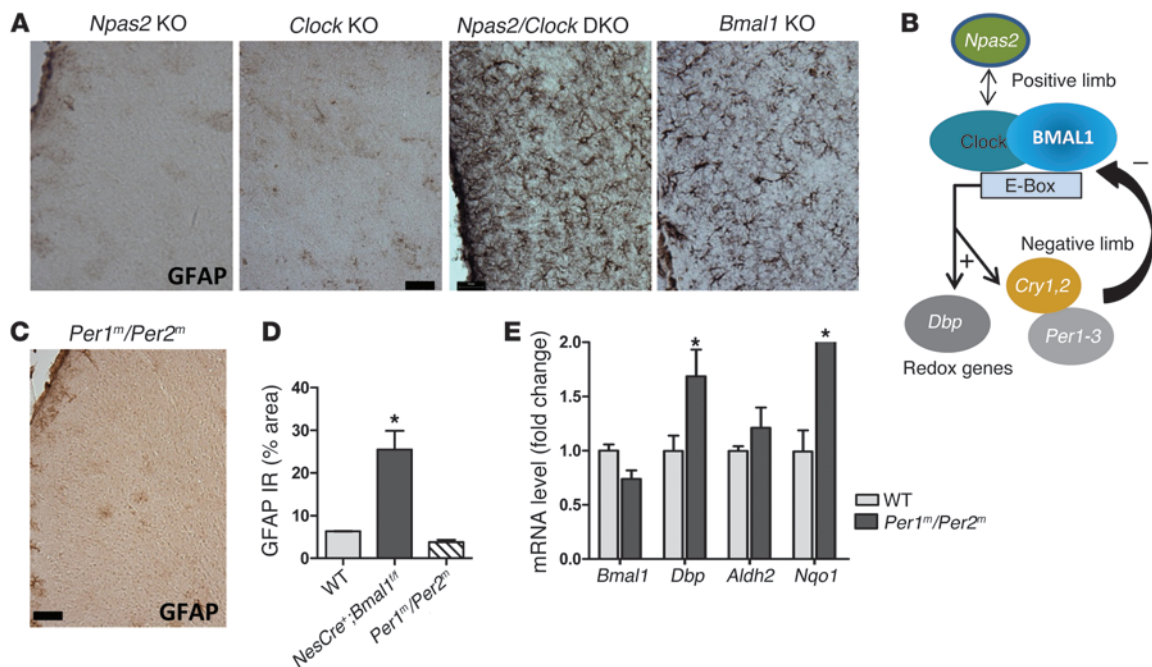 A
Npas2 KO
Clock KO
Npas2/Clock DKO
Bmal1 KO
GFAP
B
Npas2
Positive limb
Clock
BMAL1
E-Box
–
Negative limb
+
Cry1,2
Dbp
Per1-3
Redox genes
C
Per1ᵐ/Per2ᵐ
GFAP
D
GFAP IR (% area)
40
30
20
10
0
*
WT
NesCre⁺;Bmal1ᶠ/ᶠ
Per1ᵐ/Per2ᵐ
E
mRNA level (fold change)
2.0
1.5
1.0
0.5
0.0
*
*
Bmal1
Dbp
Aldh2
Nqo1
WT
Per1ᵐ/Per2ᵐ